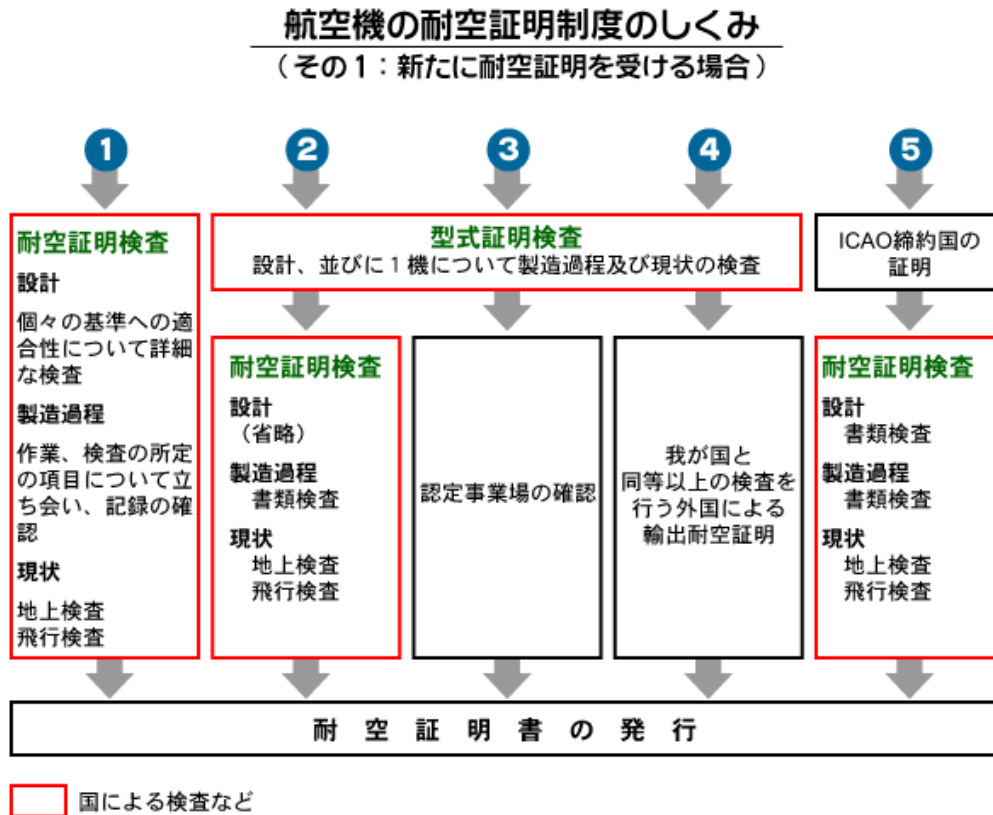 航空機の耐空証明制度のしくみ
（その1：新たに耐空証明を受ける場合）
1
2
3
4
5
耐空証明検査
設計
個々の基準への適
合性について詳細
な検査
製造過程
作業、検査の所定
の項目について立
ち会い、記録の確
認
現状
地上検査
飛行検査
型式証明検査
設計、並びに1機について製造過程及び現状の検査
耐空証明検査
設計
（省略）
製造過程
書類検査
現状
地上検査
飛行検査
認定事業場の確認
我が国と
同等以上の検査を
行う外国による
輸出耐空証明
ICAO締約国の
証明
耐空証明検査
設計
書類検査
製造過程
書類検査
現状
地上検査
飛行検査
耐空証明書の発行
国による検査など